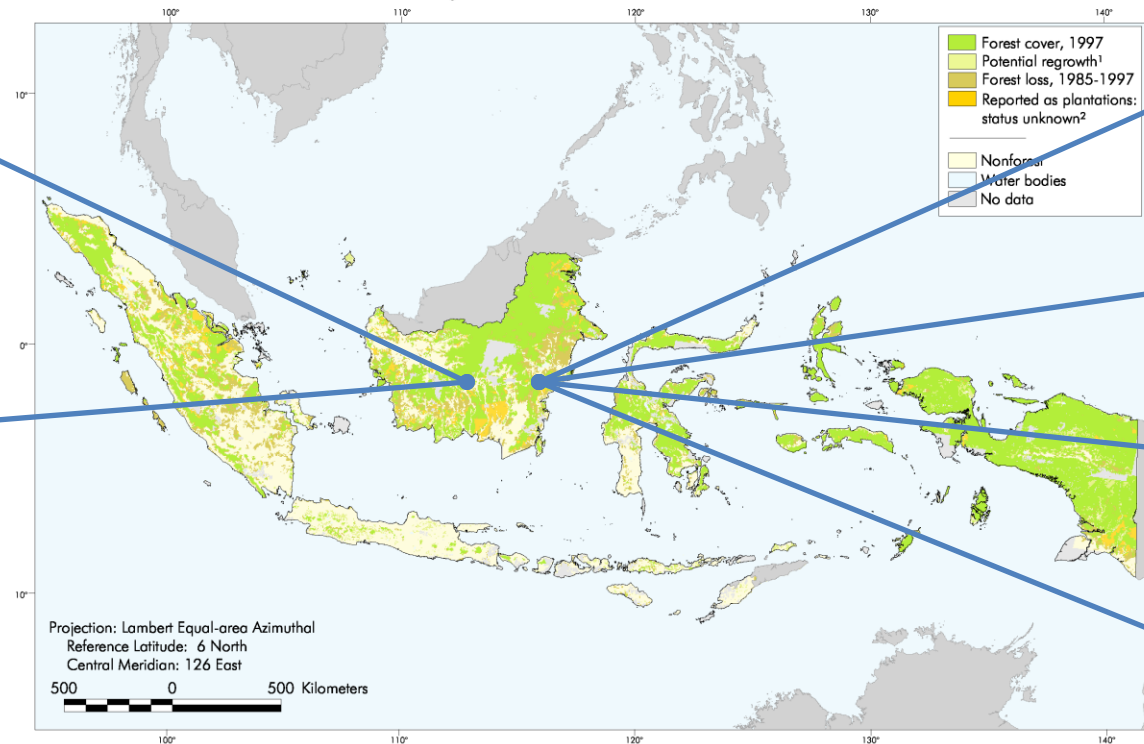 100°
110°
120°
130°
140°
10°
0°
10°
Forest cover, 1997
Potential regrowth¹
Forest loss, 1985-1997
Reported as plantations:
status unknown²
Nonforest
Water bodies
No data
Projection: Lambert Equal-area Azimuthal
Reference Latitude: 6 North
Central Meridian: 126 East
500 0 500 Kilometers
100°
110°
120°
130°
140°